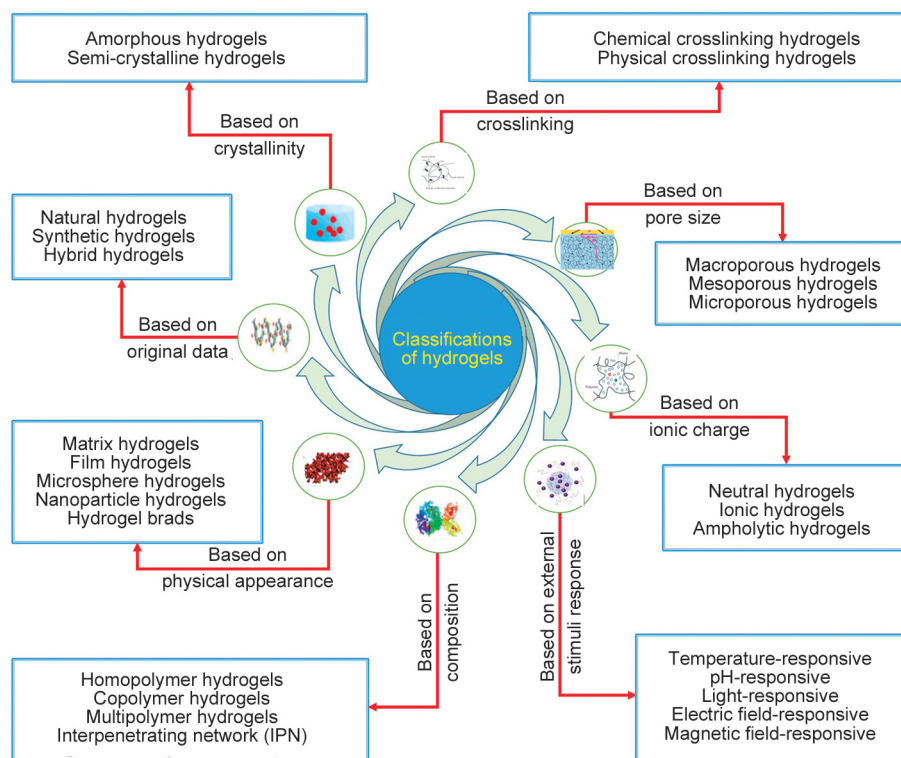 Amorphous hydrogels
Semi-crystalline hydrogels
Chemical crosslinking hydrogels
Physical crosslinking hydrogels
Based on
crystallinity
Based on
crosslinking
Natural hydrogels
Synthetic hydrogels
Hybrid hydrogels
Based on
pore size
Macroporous hydrogels
Mesoporous hydrogels
Microporous hydrogels
Based on
original data
Classifications
of hydrogels
Based on
ionic charge
Matrix hydrogels
Film hydrogels
Microsphere hydrogels
Nanoparticle hydrogels
Hydrogel brads
Neutral hydrogels
Ionic hydrogels
Ampholytic hydrogels
Based on
physical appearance
Based on
composition
Based on external
stimuli response
Homopolymer hydrogels
Copolymer hydrogels
Multipolymer hydrogels
Interpenetrating network (IPN)
Temperature-responsive
pH-responsive
Light-responsive
Electric field-responsive
Magnetic field-responsive